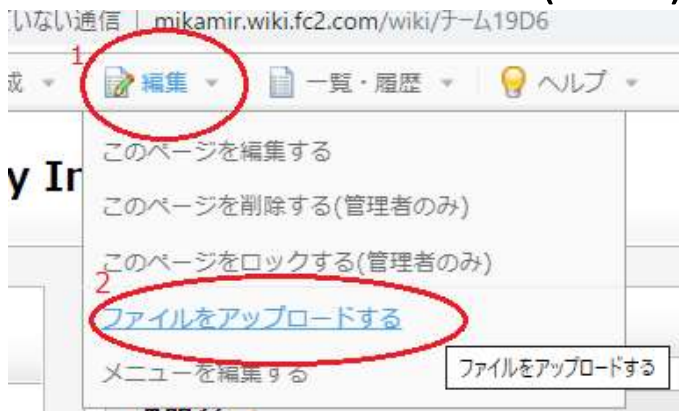 いない通信 | mikamir.wiki.fc2.com/wiki/チーム19D6
1
成 編集 一覧・履歴 ヘルプ
このページを編集する
y In
このページを削除する(管理者のみ)
このページをロックする(管理者のみ)
2
ファイルをアップロードする
ファイルをアップロードする
メニューを編集する